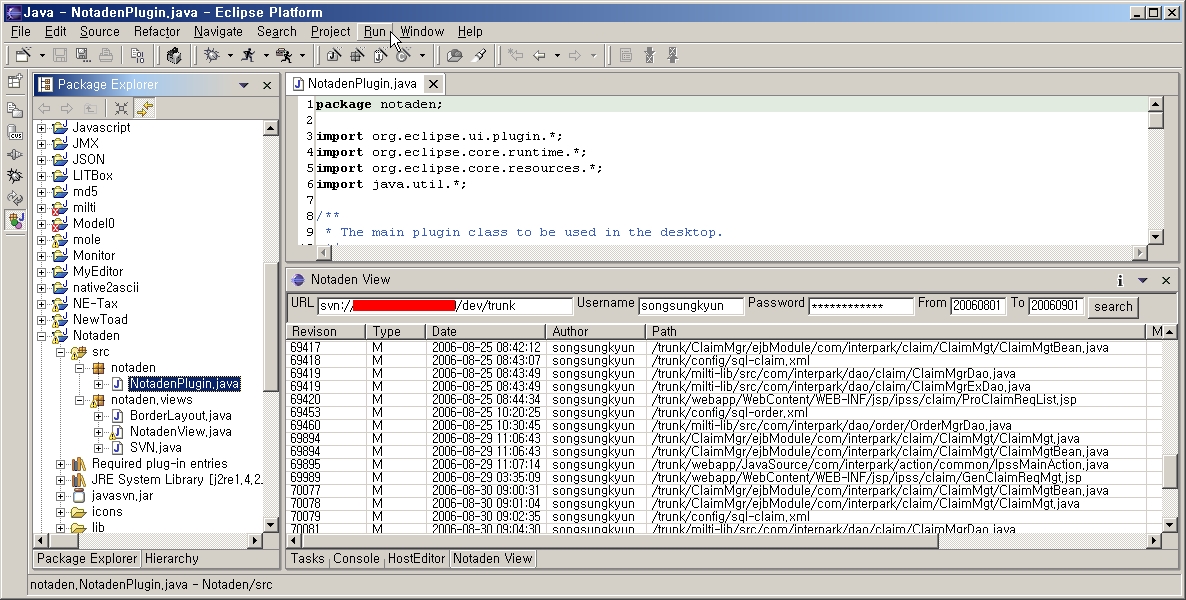 Java - NotadenPlugin.java - Eclipse Platform
File Edit Source Refactor Navigate Search Project Run Window Help
Package Explorer
Javascript
JMX
JSON
LITBox
md5
milti
Model0
mole
Monitor
MyEditor
native2ascii
NE-Tax
NewToad
Notaden
src
notaden
NotadenPlugin.java
notaden.views
BorderLayout.java
NotadenView.java
SVN.java
Required plug-in entries
JRE System Library [j2re1.4.2.
javasvn.jar
icons
lib
Package Explorer Hierarchy
NotadenPlugin.java
1 package notaden;
2
3 import org.eclipse.ui.plugin.*;
4 import org.eclipse.core.runtime.*;
5 import org.eclipse.core.resources.*;
6 import java.util.*;
7
8 /**
9 * The main plugin class to be used in the desktop.
Notaden View
URL svn:// /dev/trunk Username songsungkyun Password ************ From 20060801 To 20060901 search
Revison Type Date Author Path M
69417 M 2006-08-25 08:42:12 songsungkyun /trunk/ClaimMgr/ejbModule/com/interpark/claim/ClaimMgt/ClaimMgtBean.java
69418 M 2006-08-25 08:43:07 songsungkyun /trunk/config/sql-claim.xml
69419 M 2006-08-25 08:43:49 songsungkyun /trunk/milti-lib/src/com/interpark/dao/claim/ClaimMgrDao.java
69419 M 2006-08-25 08:43:49 songsungkyun /trunk/milti-lib/src/com/interpark/dao/claim/ClaimMgrExDao.java
69420 M 2006-08-25 08:44:34 songsungkyun /trunk/webapp/WebContent/WEB-INF/jsp/ipss/claim/ProClaimReqList.jsp
69453 M 2006-08-25 10:20:25 songsungkyun /trunk/config/sql-order.xml
69460 M 2006-08-25 10:30:45 songsungkyun /trunk/milti-lib/src/com/interpark/dao/order/OrderMgrDao.java
69894 M 2006-08-29 11:06:43 songsungkyun /trunk/ClaimMgr/ejbModule/com/interpark/claim/ClaimMgt/ClaimMgt.java
69894 M 2006-08-29 11:06:43 songsungkyun /trunk/ClaimMgr/ejbModule/com/interpark/claim/ClaimMgt/ClaimMgtBean.java
69895 M 2006-08-29 11:07:14 songsungkyun /trunk/webapp/JavaSource/com/interpark/action/common/IpssMainAction.java
69989 M 2006-08-29 03:35:09 songsungkyun /trunk/webapp/WebContent/WEB-INF/jsp/ipss/claim/GenClaimReqMgt.jsp
70077 M 2006-08-30 09:00:31 songsungkyun /trunk/ClaimMgr/ejbModule/com/interpark/claim/ClaimMgt/ClaimMgtBean.java
70078 M 2006-08-30 09:01:04 songsungkyun /trunk/ClaimMgr/ejbModule/com/interpark/claim/ClaimMgt/ClaimMgt.java
70079 M 2006-08-30 09:02:35 songsungkyun /trunk/config/sql-claim.xml
70081 M 2006-08-30 09:04:30 songsungkyun /trunk/milti-lib/src/com/interpark/dao/claim/ClaimMgrDao.java
Tasks Console HostEditor Notaden View
notaden.NotadenPlugin.java - Notaden/src